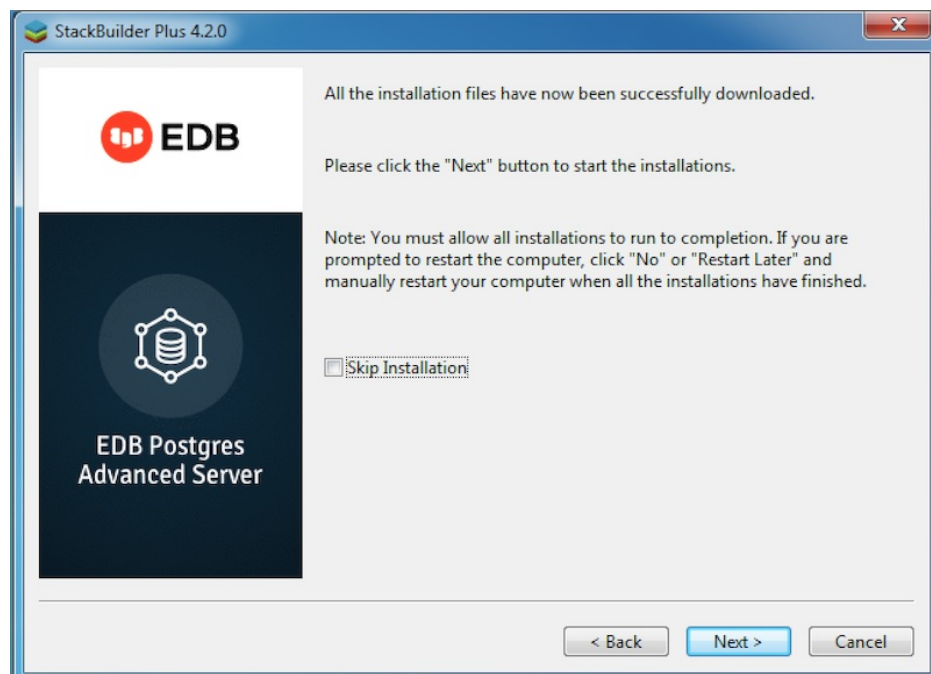 StackBuilder Plus 4.2.0
EDB
EDB Postgres
Advanced Server
All the installation files have now been successfully downloaded.
Please click the "Next" button to start the installations.
Note: You must allow all installations to run to completion. If you are
prompted to restart the computer, click "No" or "Restart Later" and
manually restart your computer when all the installations have finished.
Skip Installation
< Back
Next >
Cancel